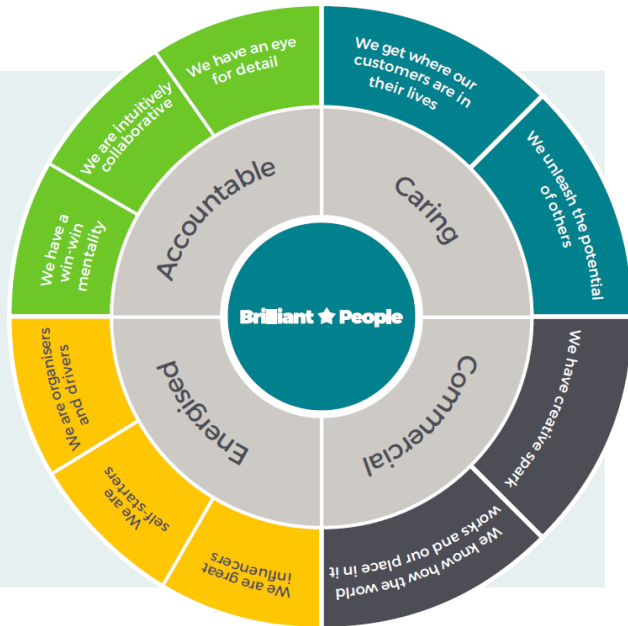 Brilliant ★ People
Caring
We get where our
customers are in
their lives
We unleash the potential
of others
Commercial
We have creative spark
We know how the world
works and our place in it
Energised
We are great
influencers
We are
self-starters
We are organisers
and drivers
Accountable
We have a
win-win
mentality
We are intuitively
collaborative
We have an eye
for detail